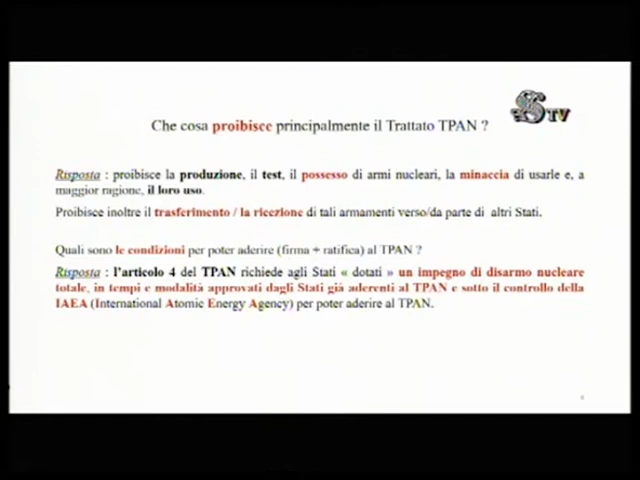 STV
Che cosa proibisce principalmente il Trattato TPAN ?
Risposta : proibisce la produzione, il test, il possesso di armi nucleari, la minaccia di usarle e, a
maggior ragione, il loro uso.
Proibisce inoltre il trasferimento / la ricezione di tali armamenti verso/da parte di altri Stati.
Quali sono le condizioni per poter aderire (firma + ratifica) al TPAN ?
Risposta : l'articolo 4 del TPAN richiede agli Stati « dotati » un impegno di disarmo nucleare
totale, in tempi e modalità approvati dagli Stati già aderenti al TPAN e sotto il controllo della
IAEA (International Atomic Energy Agency) per poter aderire al TPAN.